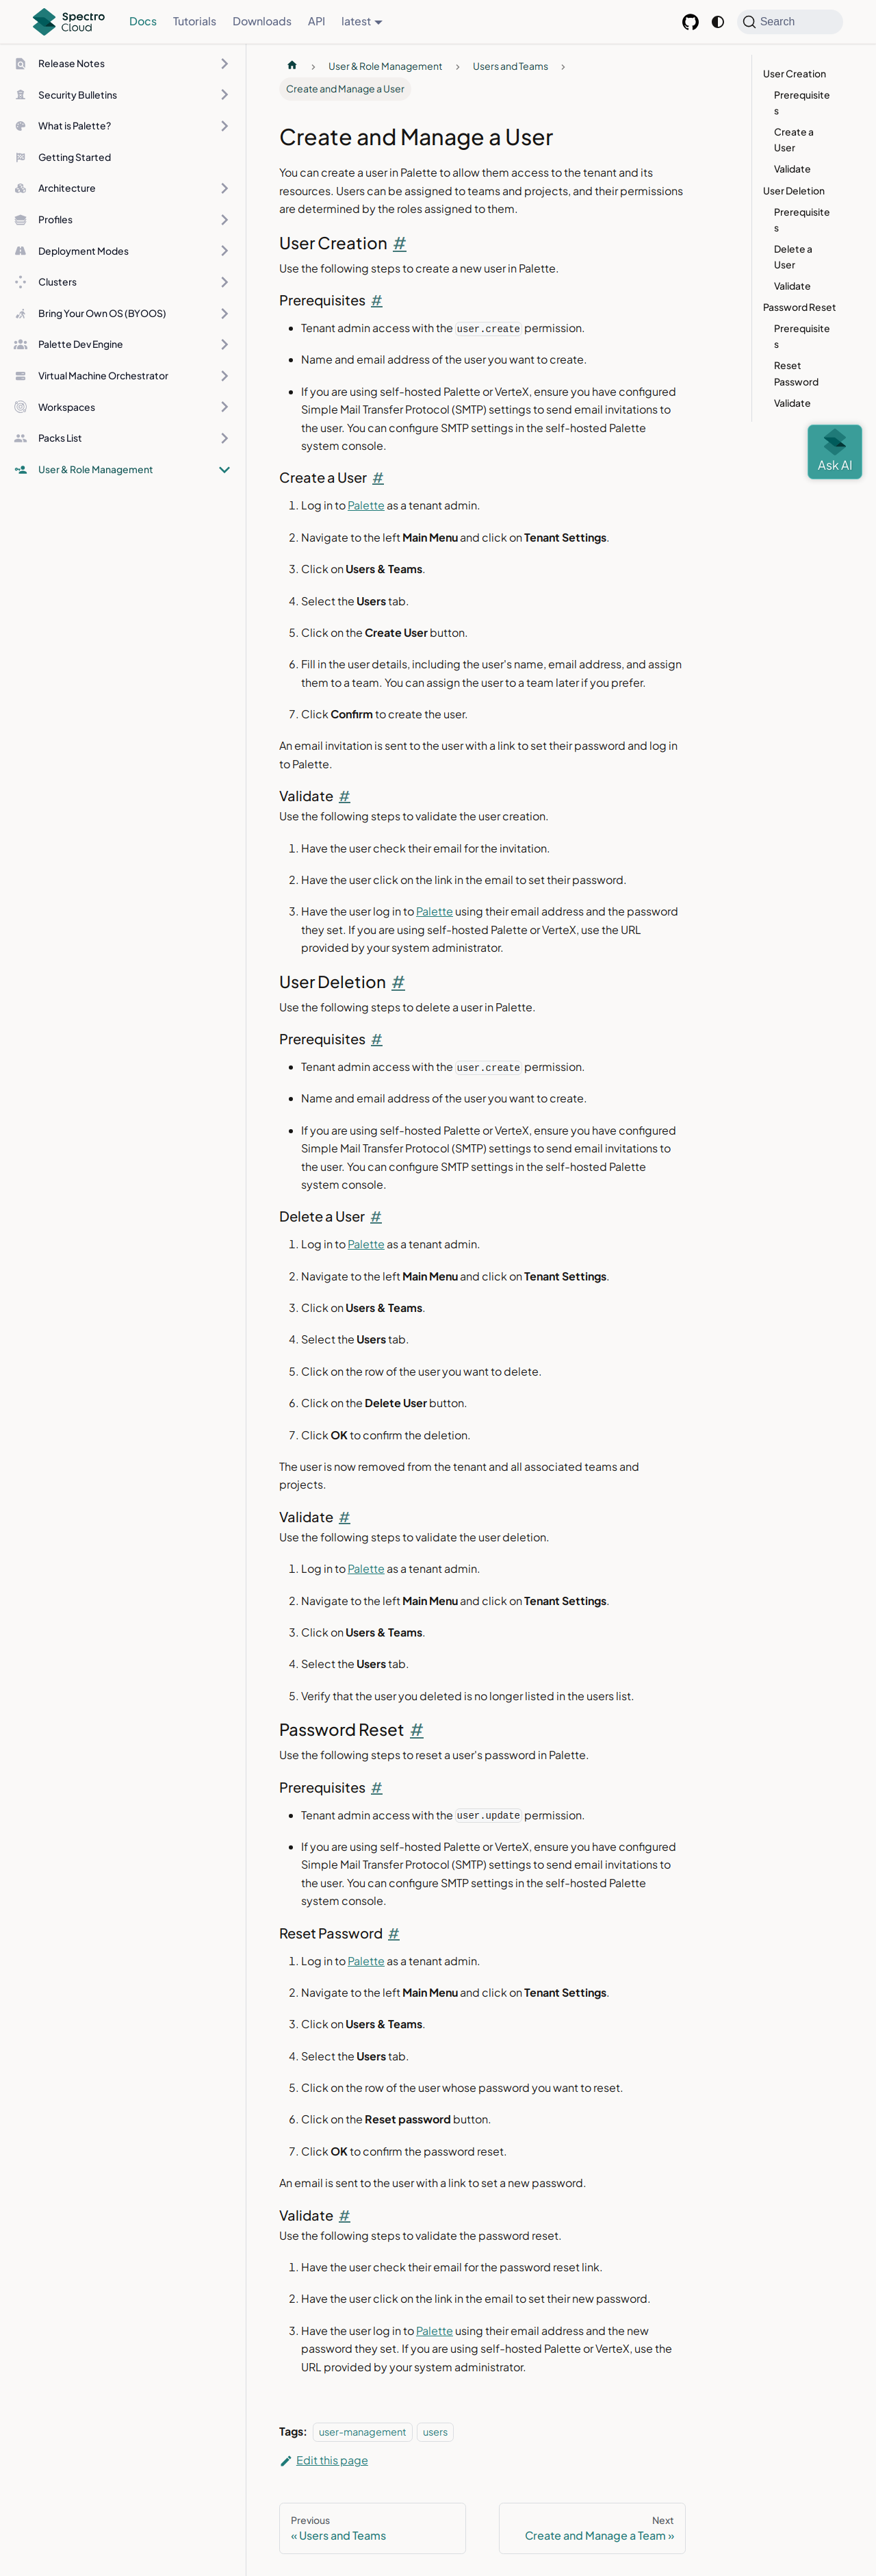 Spectro
Cloud
Docs
Tutorials
Downloads
API
latest
Search
Release Notes
Security Bulletins
What is Palette?
Getting Started
Architecture
Profiles
Deployment Modes
Clusters
Bring Your Own OS (BYOOS)
Palette Dev Engine
Virtual Machine Orchestrator
Workspaces
Packs List
User & Role Management
User & Role Management
Users and Teams
Create and Manage a User
Create and Manage a User
You can create a user in Palette to allow them access to the tenant and its
resources. Users can be assigned to teams and projects, and their permissions
are determined by the roles assigned to them.
User Creation #
Use the following steps to create a new user in Palette.
Prerequisites #
Tenant admin access with the user.create permission.
Name and email address of the user you want to create.
If you are using self-hosted Palette or VerteX, ensure you have configured
Simple Mail Transfer Protocol (SMTP) settings to send email invitations to
the user. You can configure SMTP settings in the self-hosted Palette
system console.
Create a User #
1. Log in to Palette as a tenant admin.
2. Navigate to the left Main Menu and click on Tenant Settings.
3. Click on Users & Teams.
4. Select the Users tab.
5. Click on the Create User button.
6. Fill in the user details, including the user's name, email address, and assign
them to a team. You can assign the user to a team later if you prefer.
7. Click Confirm to create the user.
An email invitation is sent to the user with a link to set their password and log in
to Palette.
Validate #
Use the following steps to validate the user creation.
1. Have the user check their email for the invitation.
2. Have the user click on the link in the email to set their password.
3. Have the user log in to Palette using their email address and the password
they set. If you are using self-hosted Palette or VerteX, use the URL
provided by your system administrator.
User Deletion #
Use the following steps to delete a user in Palette.
Prerequisites #
Tenant admin access with the user.create permission.
Name and email address of the user you want to create.
If you are using self-hosted Palette or VerteX, ensure you have configured
Simple Mail Transfer Protocol (SMTP) settings to send email invitations to
the user. You can configure SMTP settings in the self-hosted Palette
system console.
Delete a User #
1. Log in to Palette as a tenant admin.
2. Navigate to the left Main Menu and click on Tenant Settings.
3. Click on Users & Teams.
4. Select the Users tab.
5. Click on the row of the user you want to delete.
6. Click on the Delete User button.
7. Click OK to confirm the deletion.
The user is now removed from the tenant and all associated teams and
projects.
Validate #
Use the following steps to validate the user deletion.
1. Log in to Palette as a tenant admin.
2. Navigate to the left Main Menu and click on Tenant Settings.
3. Click on Users & Teams.
4. Select the Users tab.
5. Verify that the user you deleted is no longer listed in the users list.
Password Reset #
Use the following steps to reset a user's password in Palette.
Prerequisites #
Tenant admin access with the user.update permission.
If you are using self-hosted Palette or VerteX, ensure you have configured
Simple Mail Transfer Protocol (SMTP) settings to send email invitations to
the user. You can configure SMTP settings in the self-hosted Palette
system console.
Reset Password #
1. Log in to Palette as a tenant admin.
2. Navigate to the left Main Menu and click on Tenant Settings.
3. Click on Users & Teams.
4. Select the Users tab.
5. Click on the row of the user whose password you want to reset.
6. Click on the Reset password button.
7. Click OK to confirm the password reset.
An email is sent to the user with a link to set a new password.
Validate #
Use the following steps to validate the password reset.
1. Have the user check their email for the password reset link.
2. Have the user click on the link in the email to set their new password.
3. Have the user log in to Palette using their email address and the new
password they set. If you are using self-hosted Palette or VerteX, use the
URL provided by your system administrator.
Tags: user-management users
Edit this page
Previous
« Users and Teams
Next
Create and Manage a Team »
User Creation
Prerequisite
s
Create a
User
Validate
User Deletion
Prerequisite
s
Delete a
User
Validate
Password Reset
Prerequisite
s
Reset
Password
Validate
Ask AI